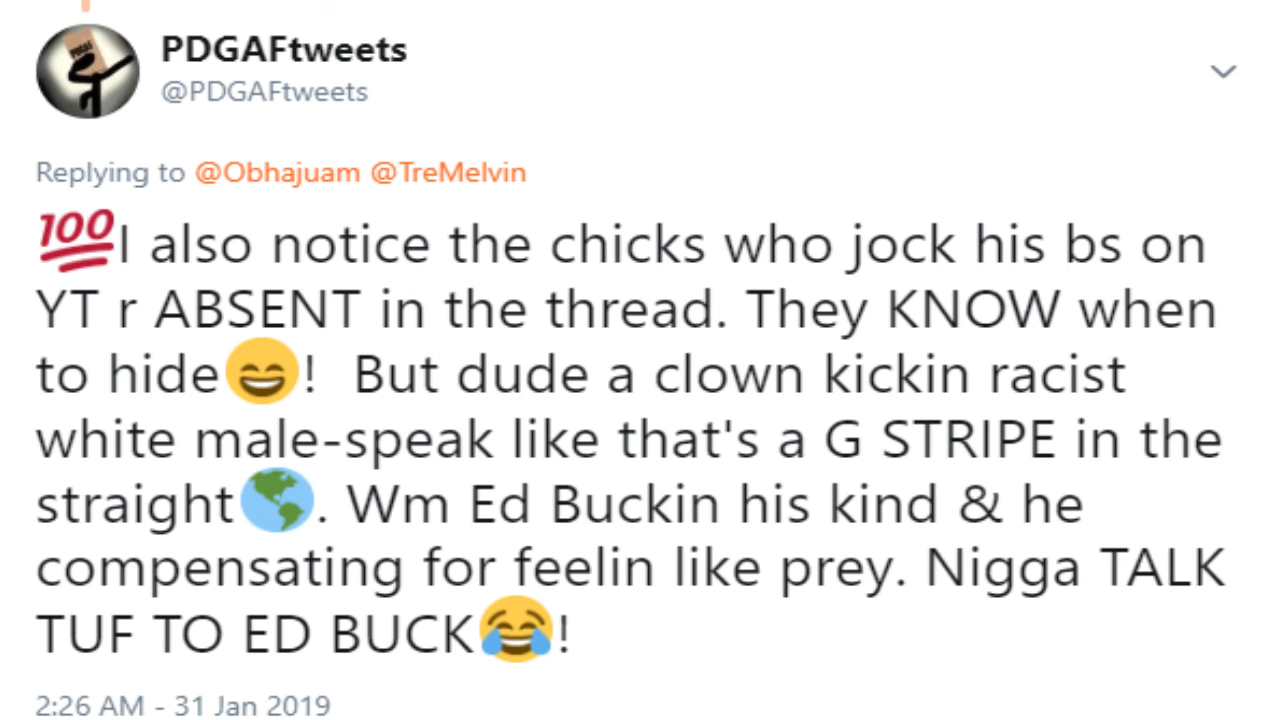 PDGAFtweets
@PDGAFtweets
Replying to @Obhajuam @TreMelvin
💯I also notice the chicks who jock his bs on
YT r ABSENT in the thread. They KNOW when
to hide😄!  But dude a clown kickin racist
white male-speak like that's a G STRIPE in the
straight🌎. Wm Ed Buckin his kind & he
compensating for feelin like prey. Nigga TALK
TUF TO ED BUCK😂!
2:26 AM - 31 Jan 2019